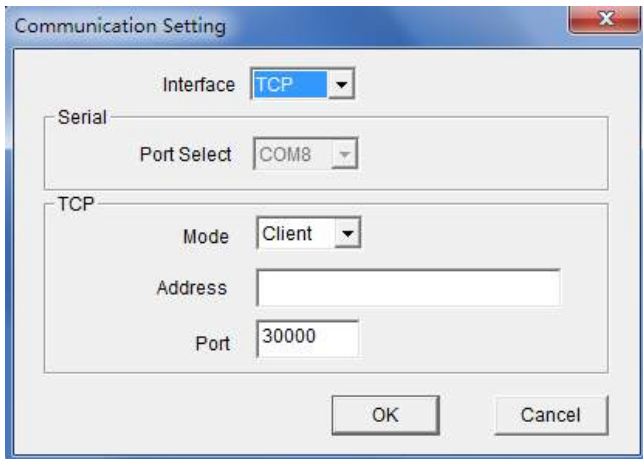 Communication Setting
x
Interface TCP
Serial
Port Select COM8
TCP
Mode Client
Address
Port 30000
OK Cancel